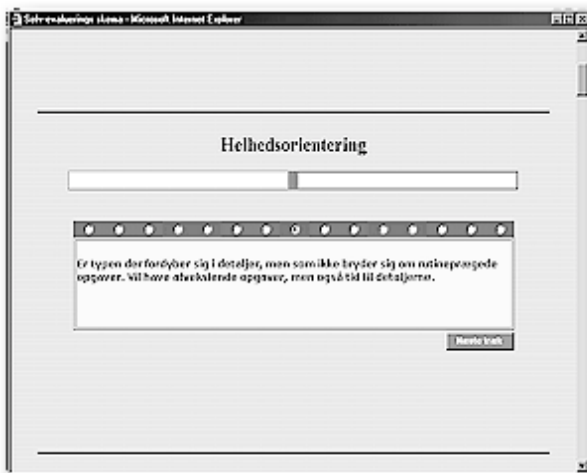 Selv-evaluerings skema - Microsoft Internet Explorer
Helhedsorientering
Er typen der fordyber sig i detaljer, men som ikke bryder sig om rutineprægede
opgaver. Vil have afvekslende opgaver, men også tid til detaljerne.
Næste træk